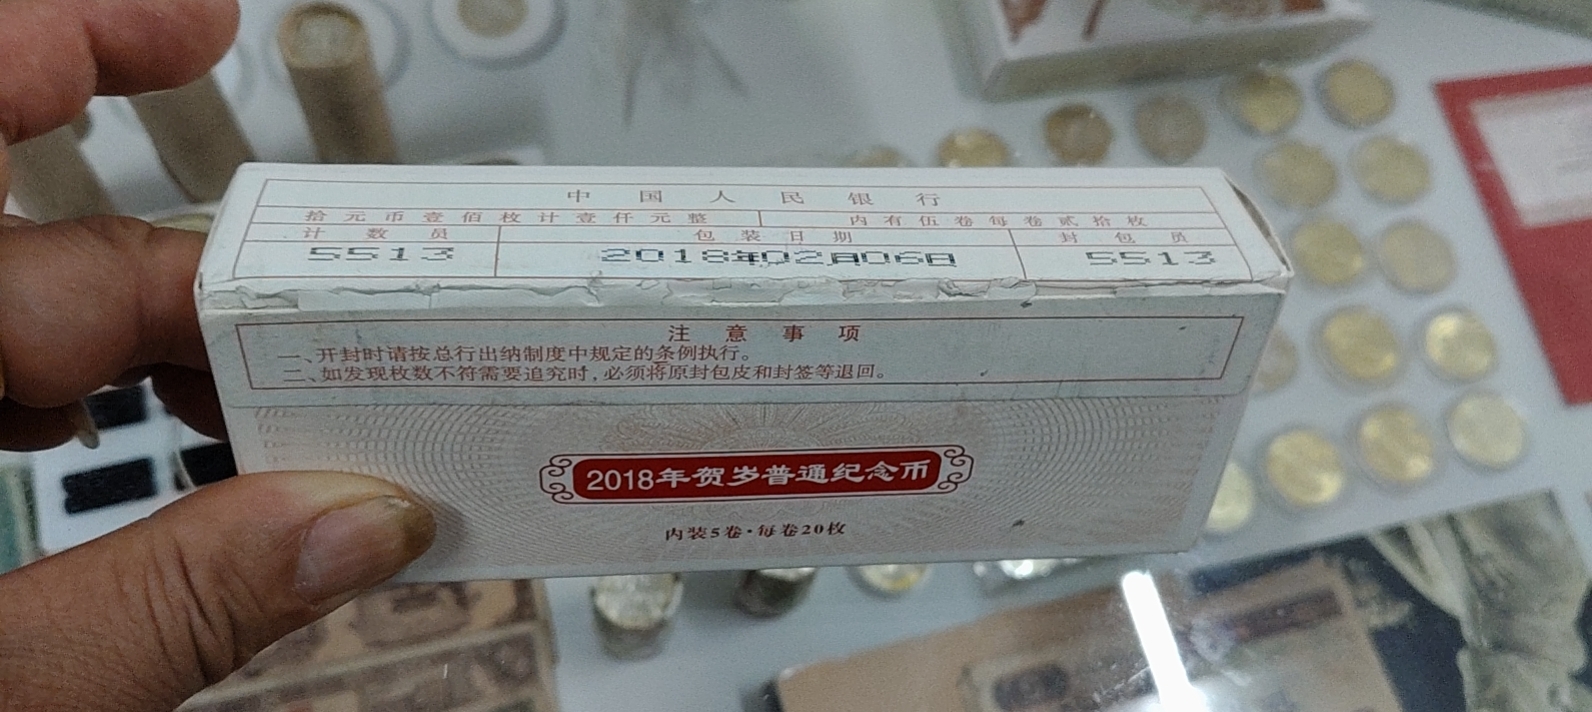 中国人民银行
拾元币壹佰枚计壹仟元整 内有伍卷每卷贰拾枚
计数员 包装日期 封包员
5513 2018年02月06日 5513
注意事项
一、开封时请按总行出纳制度中规定的条例执行。
二、如发现枚数不符需要追究时,必须将原封包皮和封签等退回。
2018年贺岁普通纪念币
内装5卷·每卷20枚